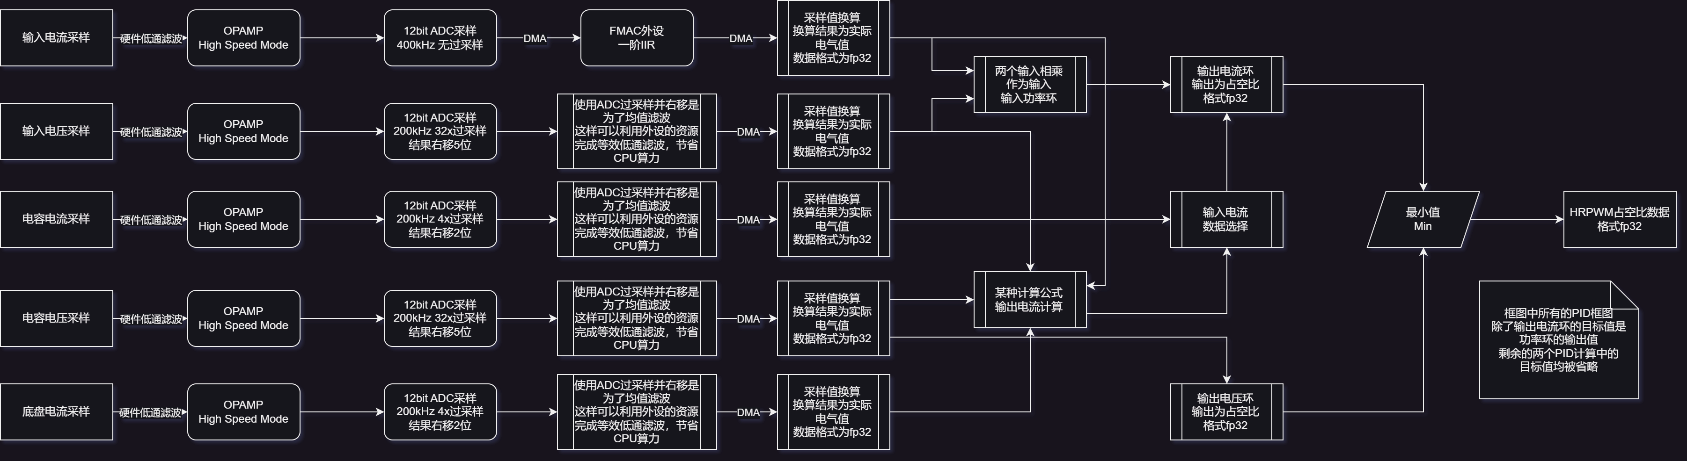 输入电流采样
硬件低通滤波
OPAMP
High Speed Mode
12bit ADC采样
400kHz 无过采样
DMA
FMAC外设
一阶IIR
DMA
采样值换算
换算结果为实际
电气值
数据格式为fp32
两个输入相乘
作为输入
输入功率环
输出电流环
输出为占空比
格式fp32
输入电压采样
硬件低通滤波
OPAMP
High Speed Mode
12bit ADC采样
200kHz 32x过采样
结果右移5位
使用ADC过采样并右移是
为了均值滤波
这样可以利用外设的资源
完成等效低通滤波，节省
CPU算力
DMA
采样值换算
换算结果为实际
电气值
数据格式为fp32
电容电流采样
硬件低通滤波
OPAMP
High Speed Mode
12bit ADC采样
200kHz 4x过采样
结果右移2位
使用ADC过采样并右移是
为了均值滤波
这样可以利用外设的资源
完成等效低通滤波，节省
CPU算力
DMA
采样值换算
换算结果为实际
电气值
数据格式为fp32
输入电流
数据选择
最小值
Min
HRPWM占空比数据
格式fp32
电容电压采样
硬件低通滤波
OPAMP
High Speed Mode
12bit ADC采样
200kHz 32x过采样
结果右移5位
使用ADC过采样并右移是
为了均值滤波
这样可以利用外设的资源
完成等效低通滤波，节省
CPU算力
DMA
采样值换算
换算结果为实际
电气值
数据格式为fp32
某种计算公式
输出电流计算
框图中所有的PID框图
除了输出电流环的目标值是
功率环的输出值
剩余的两个PID计算中的
目标值均被省略
底盘电流采样
硬件低通滤波
OPAMP
High Speed Mode
12bit ADC采样
200kHz 4x过采样
结果右移2位
使用ADC过采样并右移是
为了均值滤波
这样可以利用外设的资源
完成等效低通滤波，节省
CPU算力
DMA
采样值换算
换算结果为实际
电气值
数据格式为fp32
输出电压环
输出为占空比
格式fp32